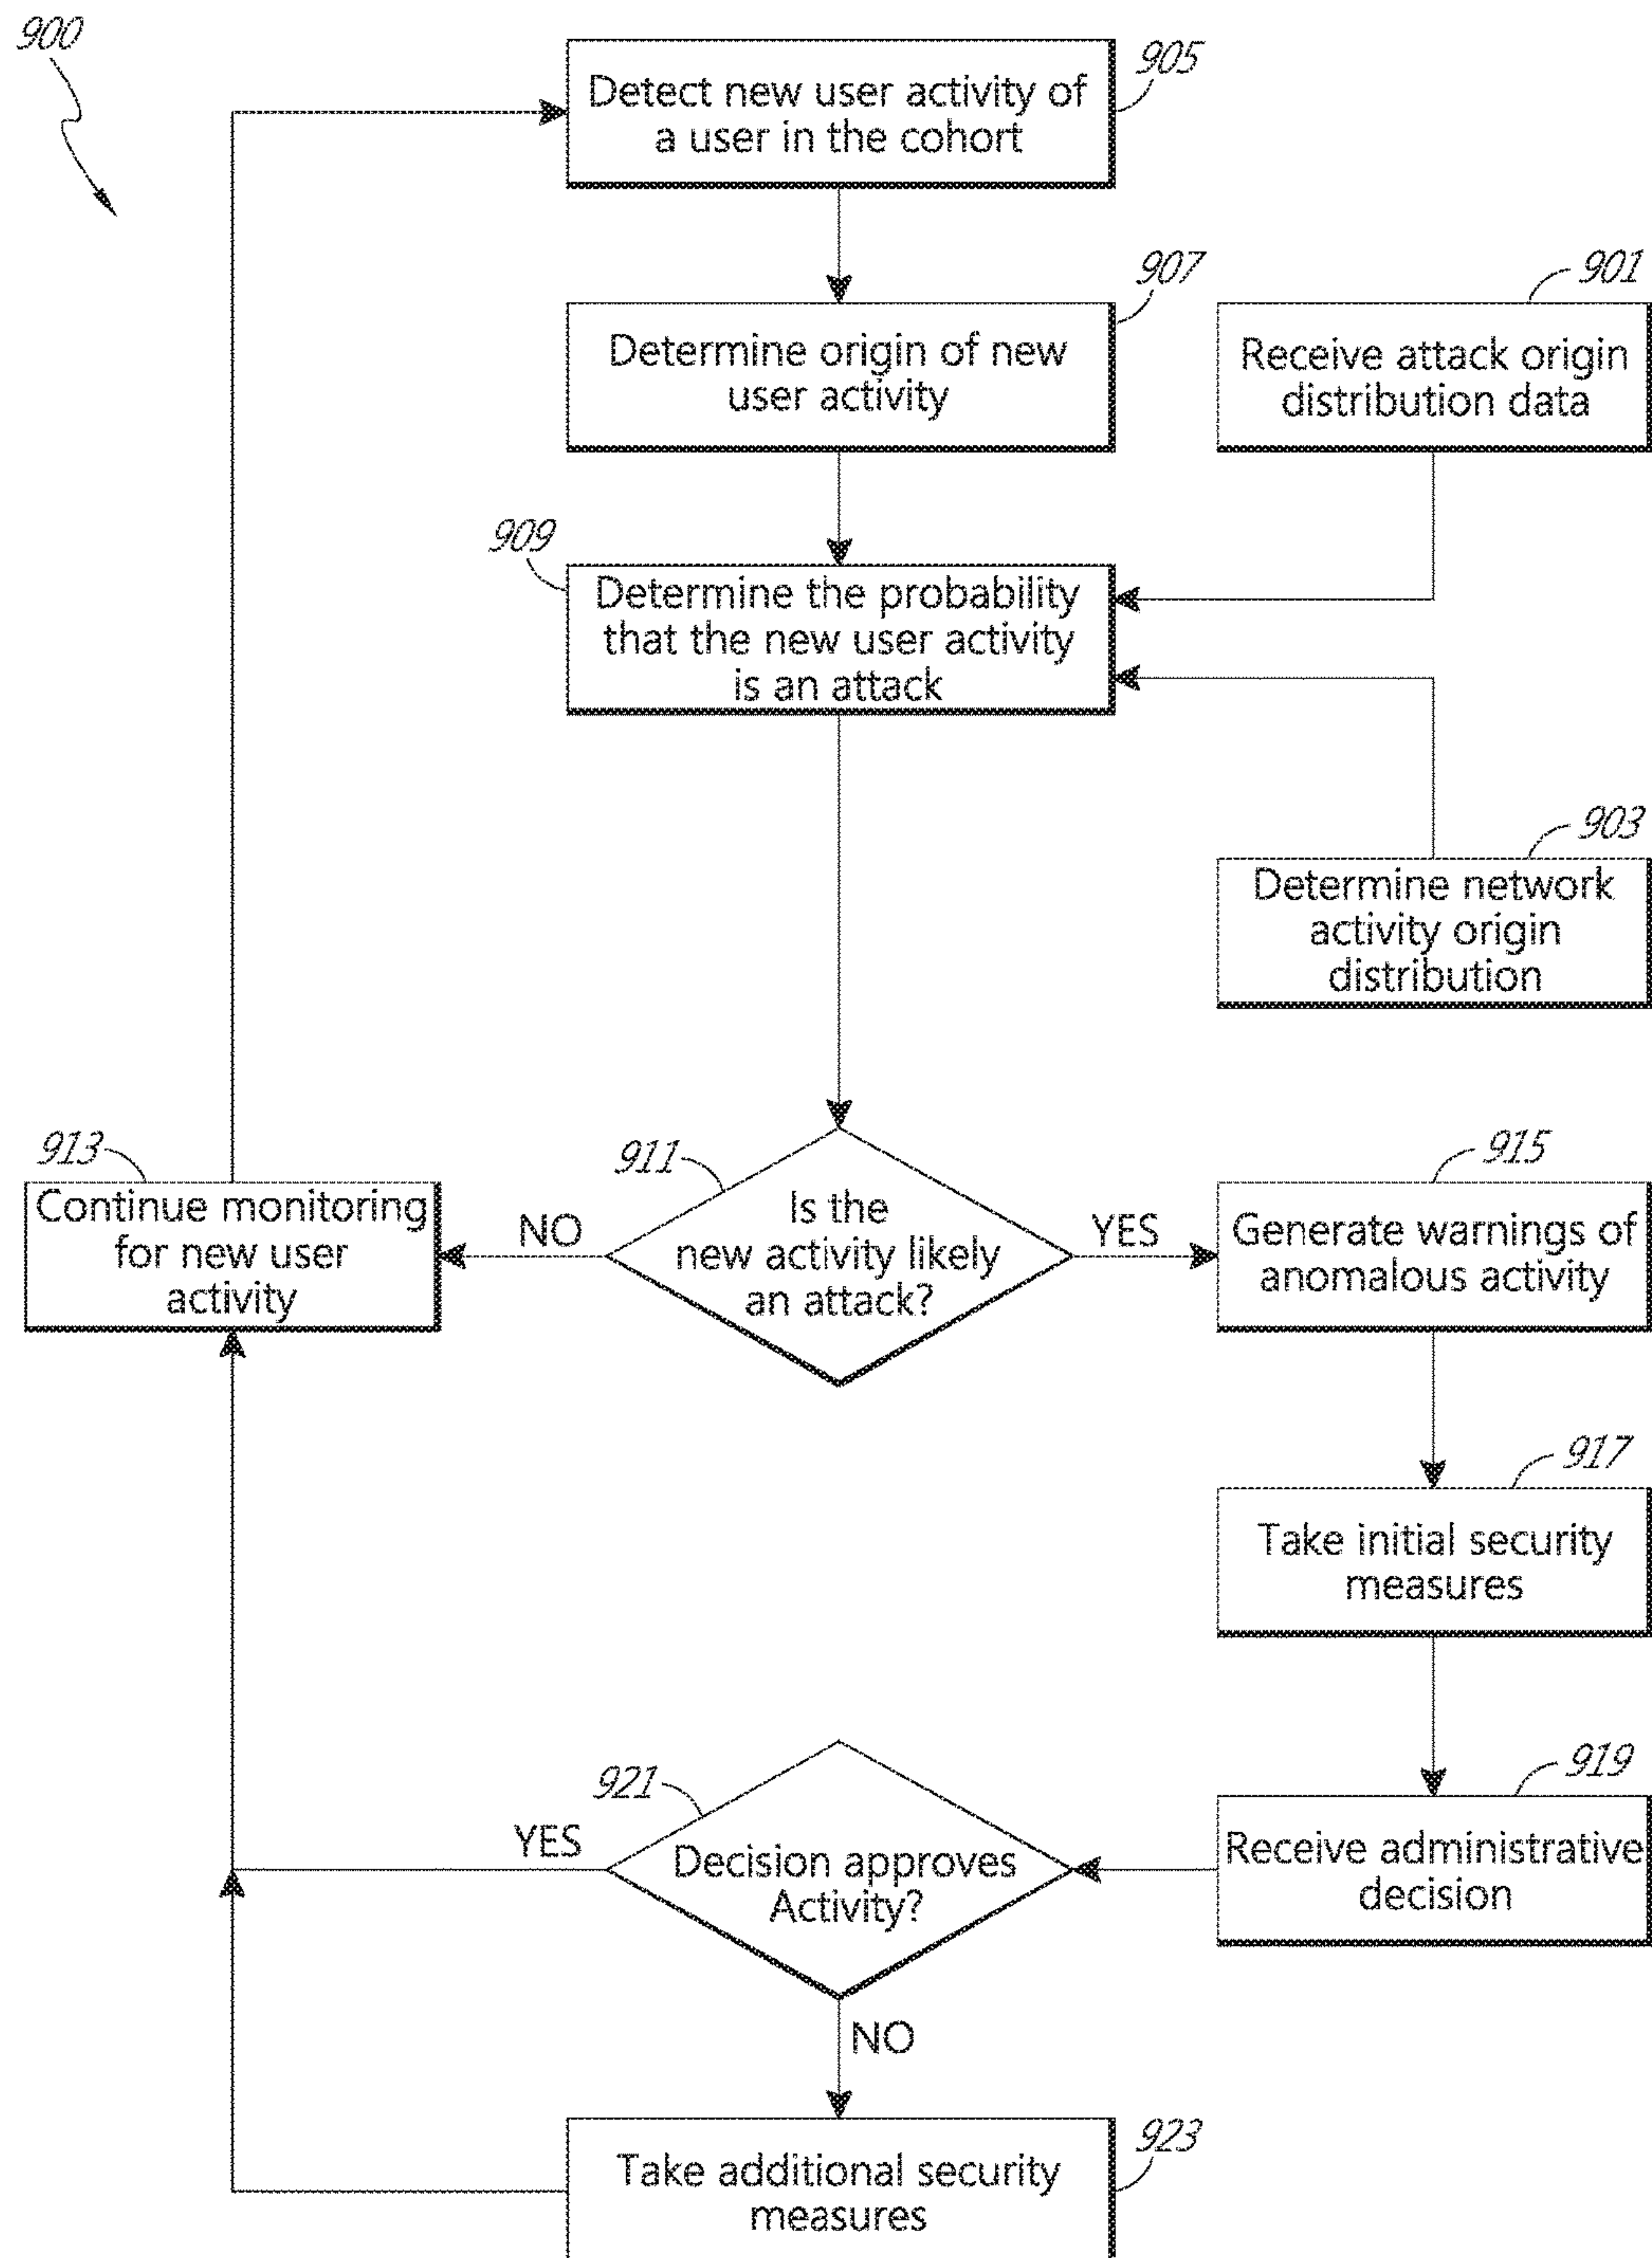 900
905
Detect new user activity of
a user in the cohort
907
Determine origin of new
user activity
901
Receive attack origin
distribution data
909
Determine the probability
that the new user activity
is an attack
903
Determine network
activity origin
distribution
913
Continue monitoring
for new user
activity
NO
911
Is the
new activity likely
an attack?
YES
915
Generate warnings of
anomalous activity
917
Take initial security
measures
919
Receive administrative
decision
921
YES
Decision approves
Activity?
NO
923
Take additional security
measures